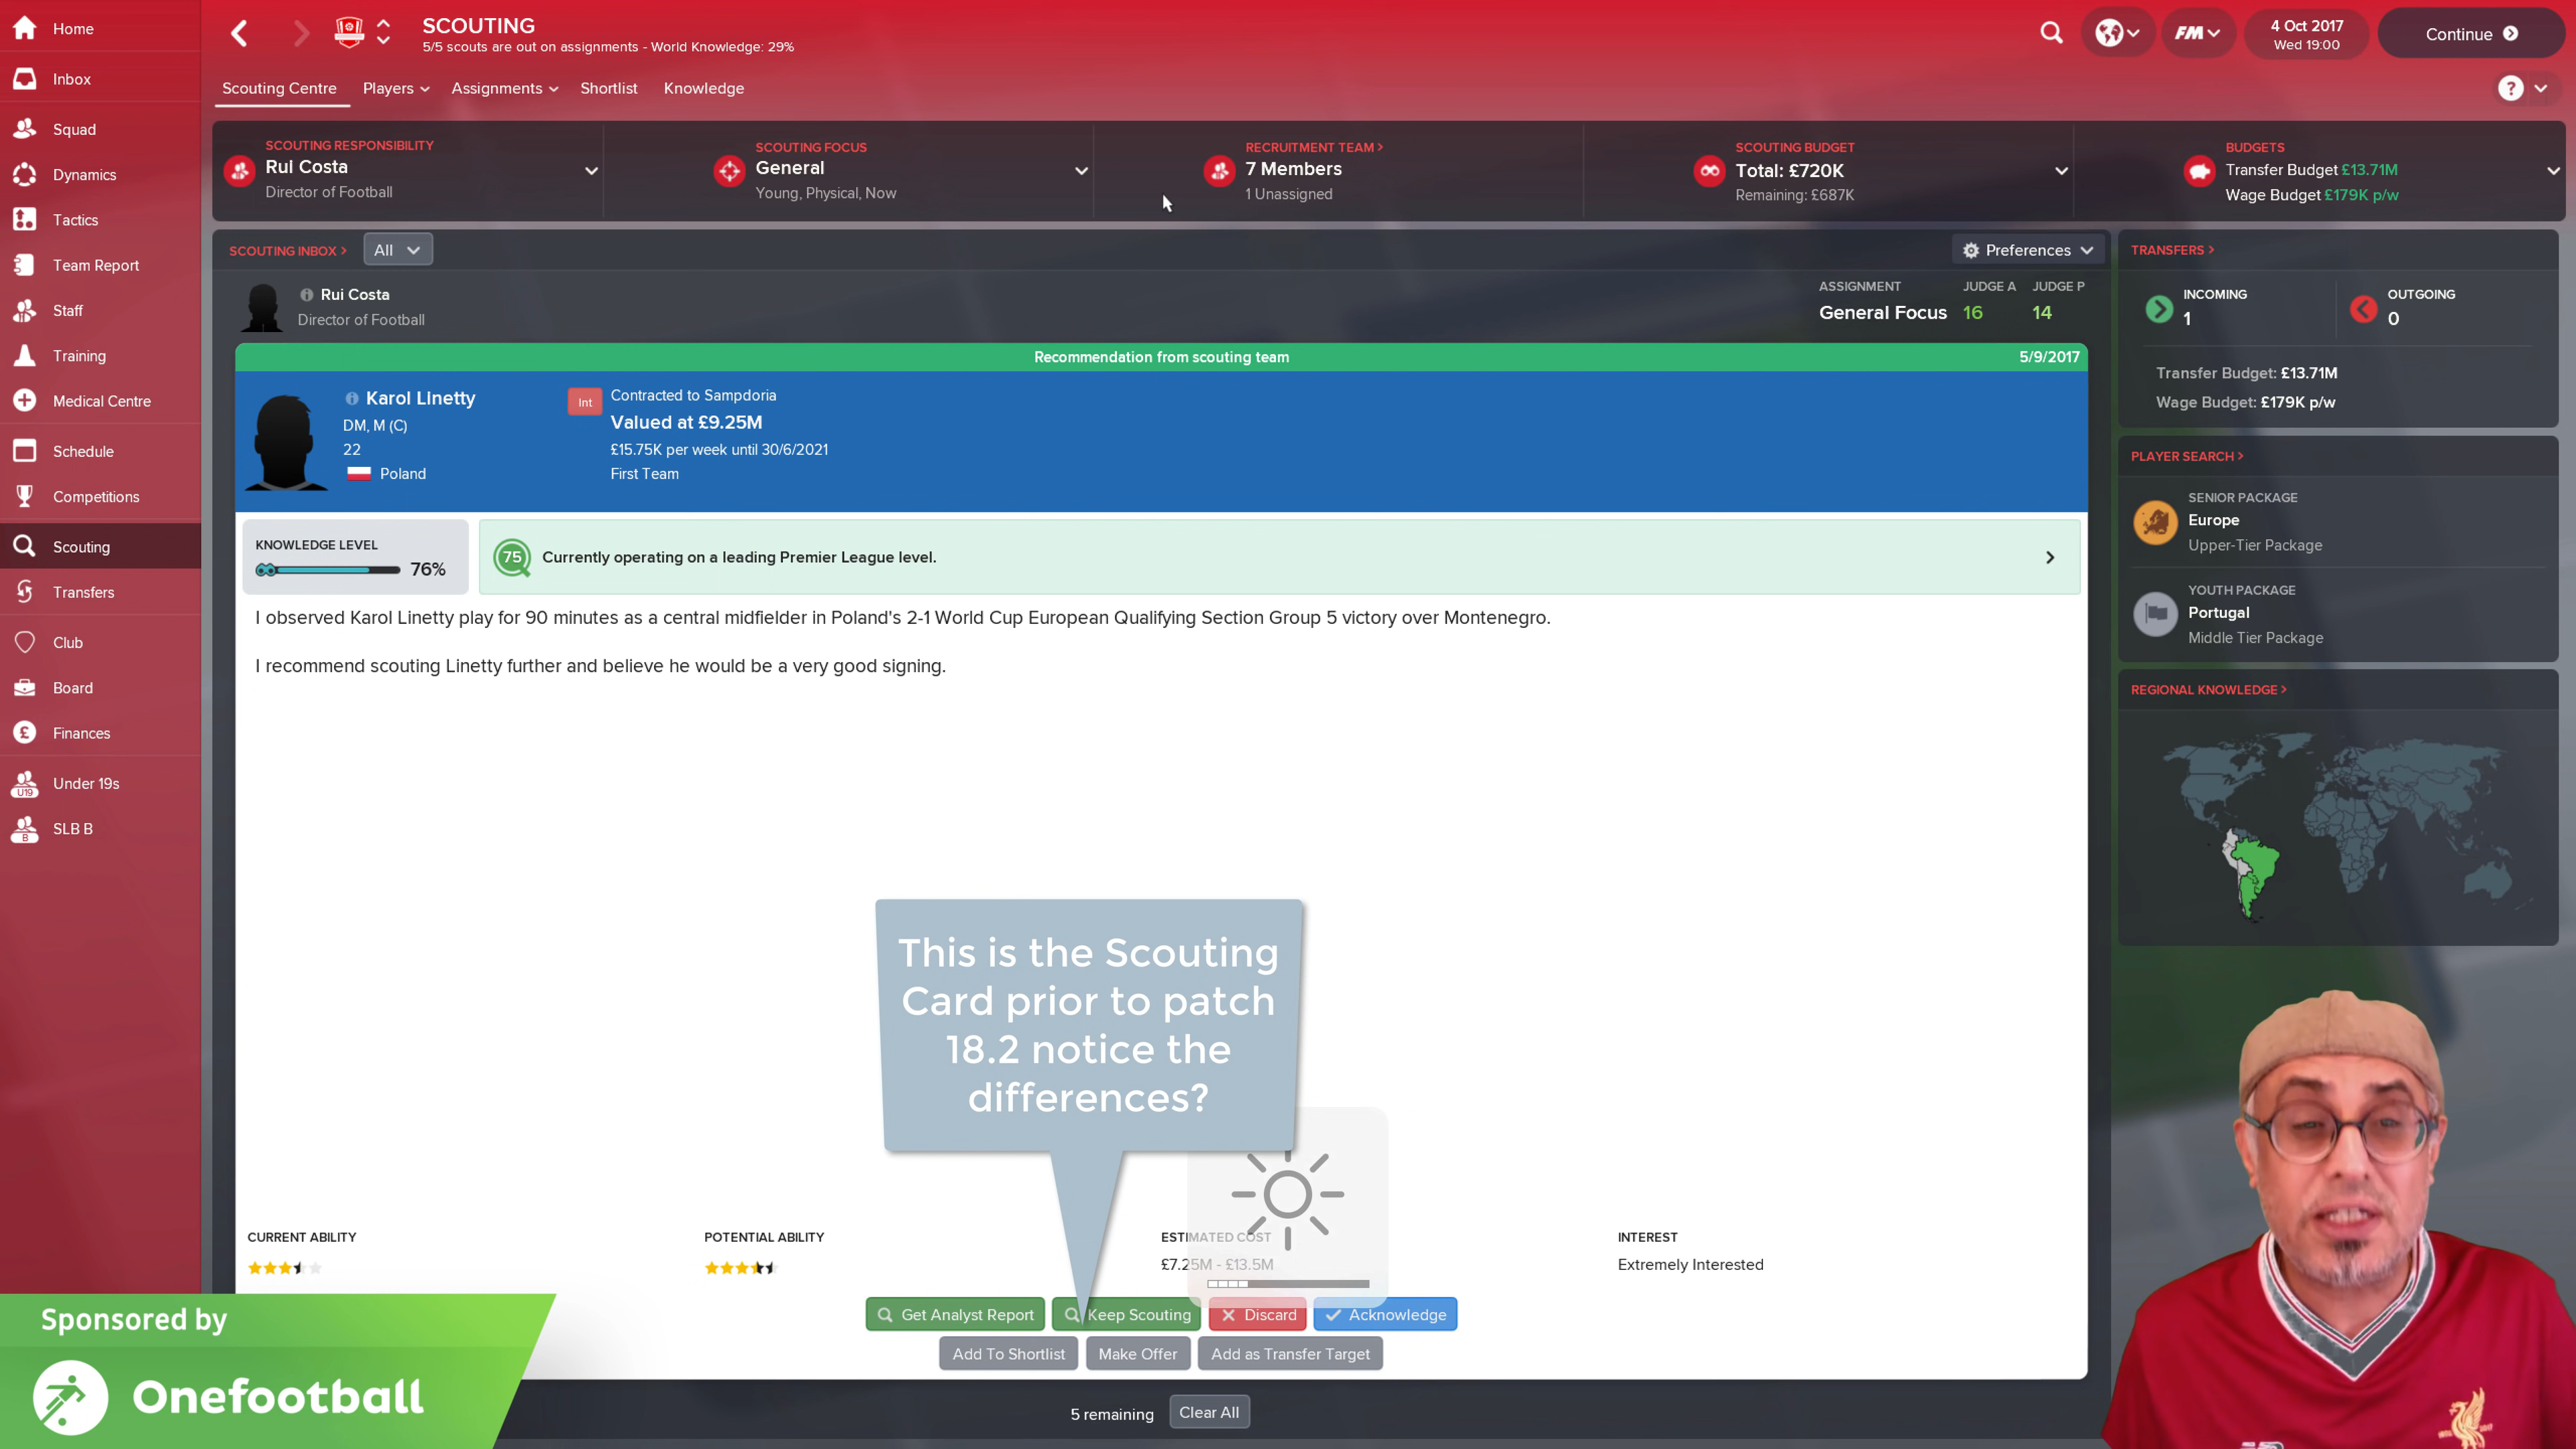 Home
Inbox
Squad
Dynamics
Tactics
Team Report
Staff
Training
Medical Centre
Schedule
Competitions
Scouting
Transfers
Club
Board
Finances
U19
Under 19s
B
SLB B
SCOUTING
5/5 scouts are out on assignments - World Knowledge: 29%
FM
4 Oct 2017
Wed 19:00
Continue
Scouting Centre
Players
Assignments
Shortlist
Knowledge
?
SCOUTING RESPONSIBILITY
Rui Costa
Director of Football
SCOUTING FOCUS
General
Young, Physical, Now
RECRUITMENT TEAM >
7 Members
1 Unassigned
SCOUTING BUDGET
Total: £720K
Remaining: £687K
BUDGETS
Transfer Budget £13.71M
Wage Budget £179K p/w
SCOUTING INBOX >
All
Preferences
Rui Costa
Director of Football
ASSIGNMENT
General Focus
JUDGE A
16
JUDGE P
14
Recommendation from scouting team
5/9/2017
Karol Linetty
DM, M (C)
22
Poland
Int
Contracted to Sampdoria
Valued at £9.25M
£15.75K per week until 30/6/2021
First Team
KNOWLEDGE LEVEL
76%
75
Currently operating on a leading Premier League level.
I observed Karol Linetty play for 90 minutes as a central midfielder in Poland's 2-1 World Cup European Qualifying Section Group 5 victory over Montenegro.
I recommend scouting Linetty further and believe he would be a very good signing.
This is the Scouting
Card prior to patch
18.2 notice the
differences?
CURRENT ABILITY
POTENTIAL ABILITY
ESTIMATED COST
£7.25M - £13.5M
INTEREST
Extremely Interested
Get Analyst Report
Keep Scouting
Discard
Acknowledge
Add To Shortlist
Make Offer
Add as Transfer Target
5 remaining
Clear All
TRANSFERS >
INCOMING
1
OUTGOING
0
Transfer Budget: £13.71M
Wage Budget: £179K p/w
PLAYER SEARCH >
SENIOR PACKAGE
Europe
Upper-Tier Package
YOUTH PACKAGE
Portugal
Middle Tier Package
REGIONAL KNOWLEDGE >
Sponsored by
Onefootball